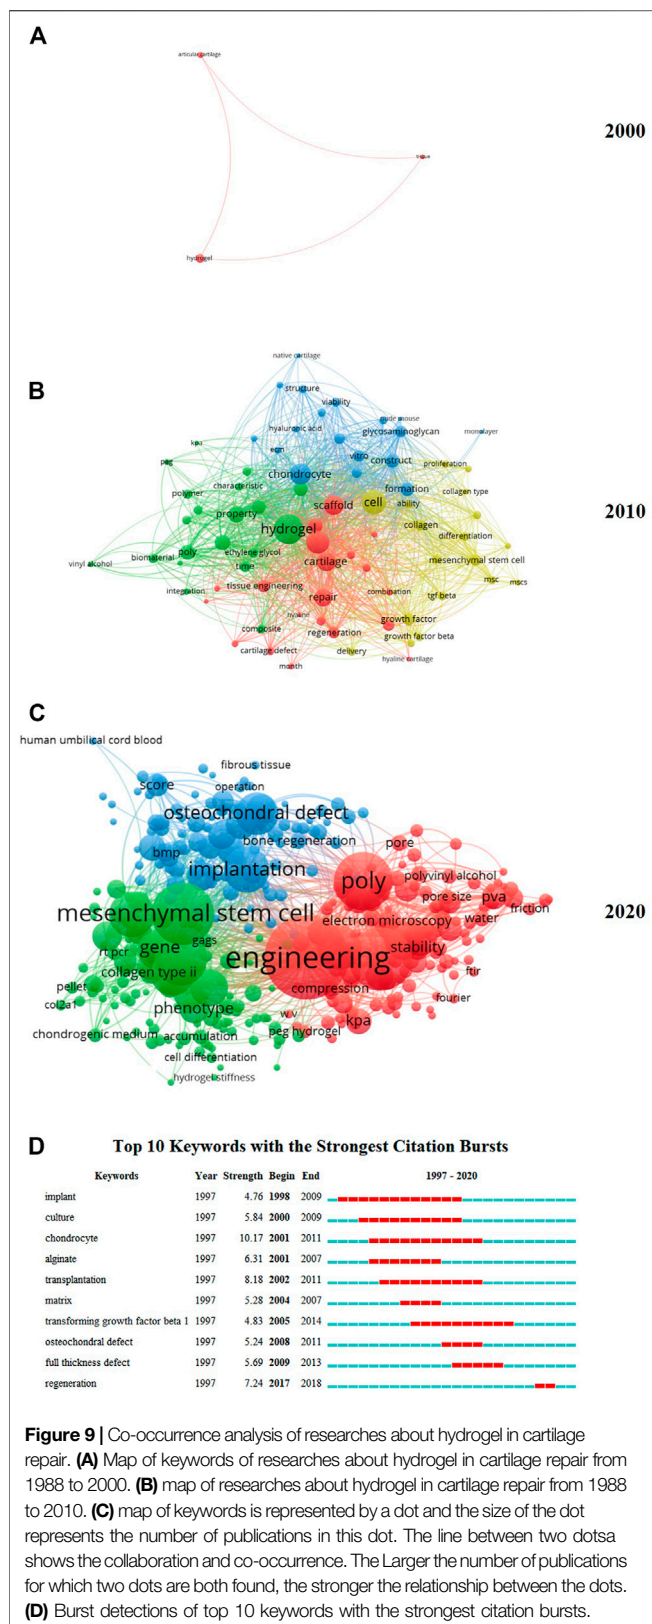 A
articular cartilage
tissue
hydrogel
2000
B
native cartilage
structure
viability
nude mouse
hyaluronic acid
glycosaminoglycan
monolayer
kpa
ecm
vitro
construct
proliferation
peg
chondrocyte
characteristic
formation
collagen type
polymer
scaffold
cell
ability
property
2010
hydrogel
collagen
differentiation
poly
ethylene glycol
biomaterial
cartilage
mesenchymal stem cell
vinyl alcohol
time
tissue engineering
msc
mscs
integration
repair
combination
tgf beta
hyaline
growth factor
composite
regeneration
growth factor beta
cartilage defect
delivery
hyaline cartilage
month
C
human umbilical cord blood
fibrous tissue
score
operation
osteochondral defect
bone regeneration
pore
bmp
implantation
poly
polyvinyl alcohol
pore size
pva
mesenchymal stem cell
friction
2020
electron microscopy
water
rt pcr
gene
gags
stability
engineering
collagen type ii
ftir
pellet
compression
fourier
col2a1
phenotype
w v
kpa
chondrogenic medium
accumulation
peg hydrogel
cell differentiation
hydrogel stiffness
D
Top 10 Keywords with the Strongest Citation Bursts
Keywords Year Strength Begin End 1997 - 2020
implant 1997 4.76 1998 2009
culture 1997 5.84 2000 2009
chondrocyte 1997 10.17 2001 2011
alginate 1997 6.31 2001 2007
transplantation 1997 8.18 2002 2011
matrix 1997 5.28 2004 2007
transforming growth factor beta 1 1997 4.83 2005 2014
osteochondral defect 1997 5.24 2008 2011
full thickness defect 1997 5.69 2009 2013
regeneration 1997 7.24 2017 2018
Figure 9 | Co-occurrence analysis of researches about hydrogel in cartilage
repair. (A) Map of keywords of researches about hydrogel in cartilage repair from
1988 to 2000. (B) map of researches about hydrogel in cartilage repair from 1988
to 2010. (C) map of keywords is represented by a dot and the size of the dot
represents the number of publications in this dot. The line between two dotsa
shows the collaboration and co-occurrence. The Larger the number of publications
for which two dots are both found, the stronger the relationship between the dots.
(D) Burst detections of top 10 keywords with the strongest citation bursts.